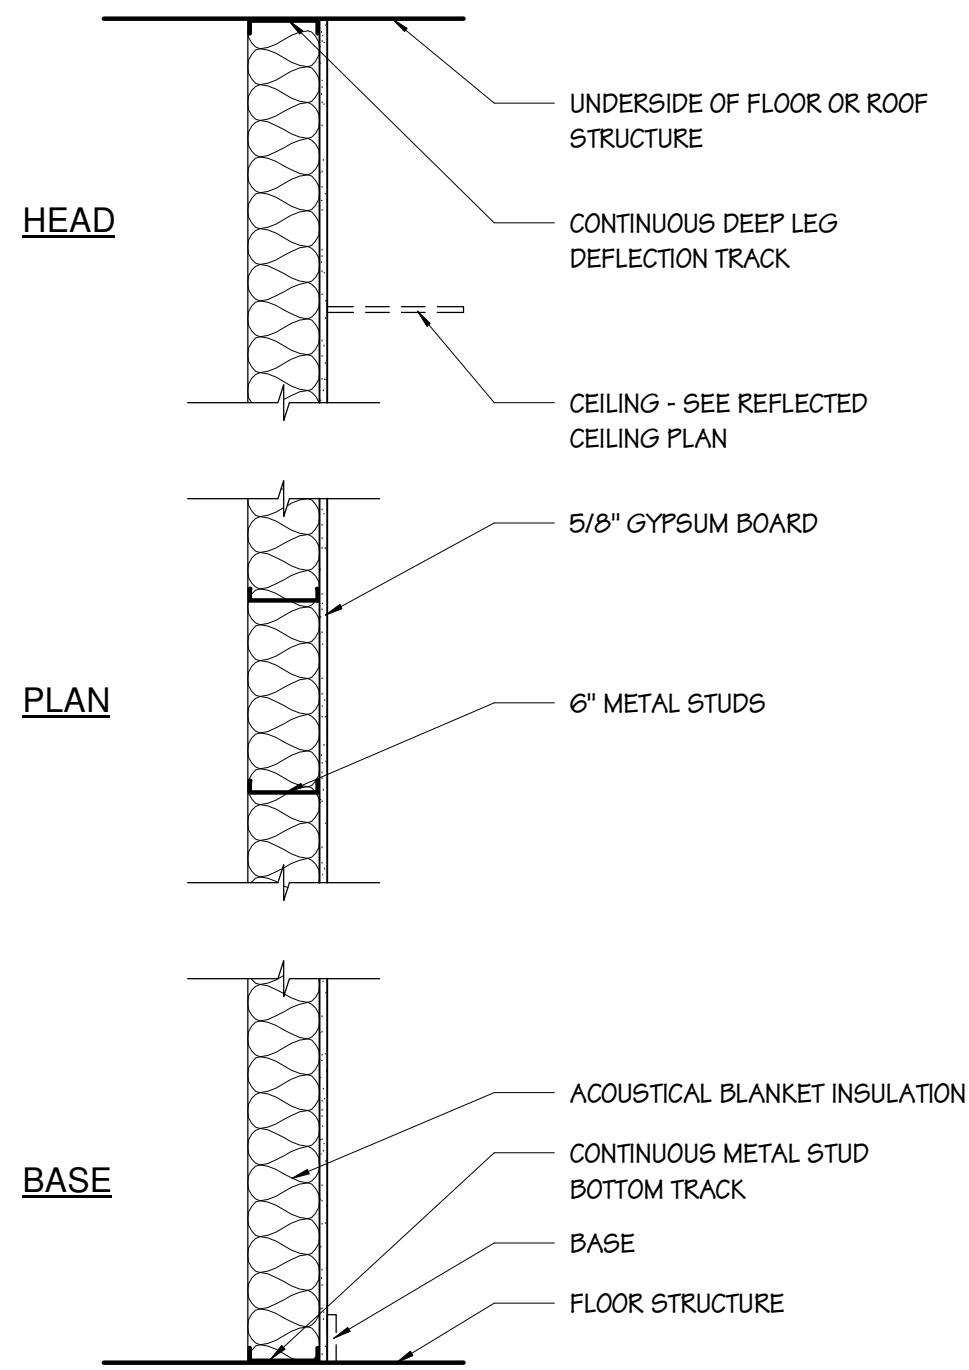 UNDERSIDE OF FLOOR OR ROOF
STRUCTURE
HEAD
CONTINUOUS DEEP LEG
DEFLECTION TRACK
CEILING - SEE REFLECTED
CEILING PLAN
5/8" GYPSUM BOARD
PLAN
6" METAL STUDS
ACOUSTICAL BLANKET INSULATION
CONTINUOUS METAL STUD
BOTTOM TRACK
BASE
BASE
FLOOR STRUCTURE